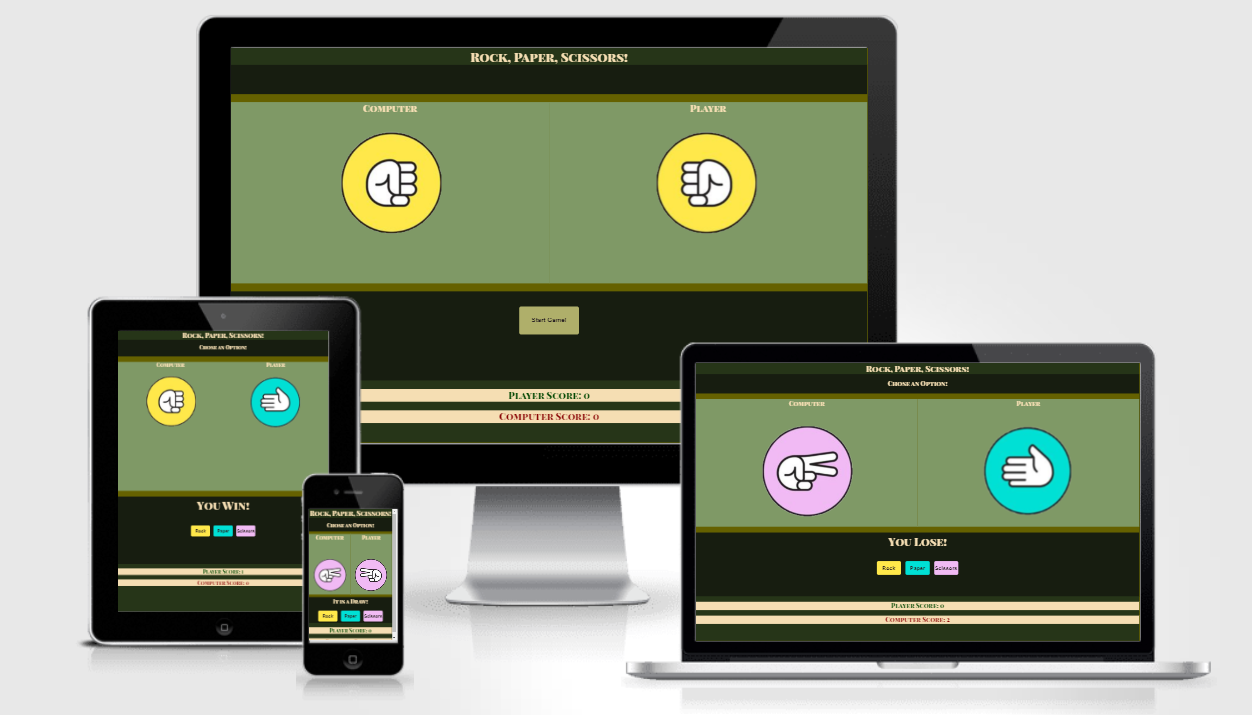 Rock, Paper, Scissors!
Computer
Player
Start Game!
Player Score: 0
Computer Score: 0
Rock, Paper, Scissors!
Chose an Option!
Computer
Player
You Win!
Rock
Paper
Scissors
Player Score: 1
Computer Score: 0
Rock, Paper, Scissors!
Chose an Option!
Computer
Player
It is a Draw!
Rock
Paper
Scissors
Player Score: 0
Rock, Paper, Scissors!
Chose an Option!
Computer
Player
You Lose!
Rock
Paper
Scissors
Player Score: 0
Computer Score: 2